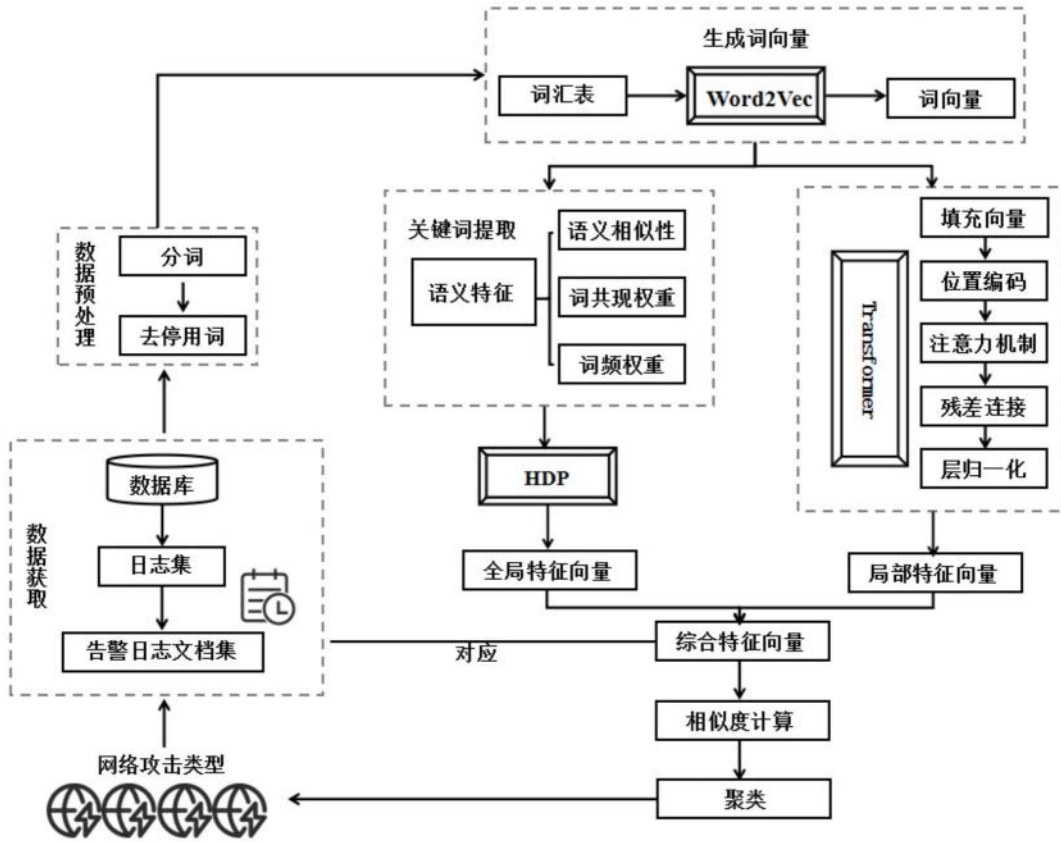 生成词向量
词汇表
Word2Vec
词向量
数据预处理
分词
去停用词
关键词提取
语义特征
语义相似性
词共现权重
词频权重
Transformer
填充向量
位置编码
注意力机制
残差连接
层归一化
HDP
全局特征向量
局部特征向量
数据获取
数据库
日志集
告警日志文档集
对应
综合特征向量
相似度计算
聚类
网络攻击类型